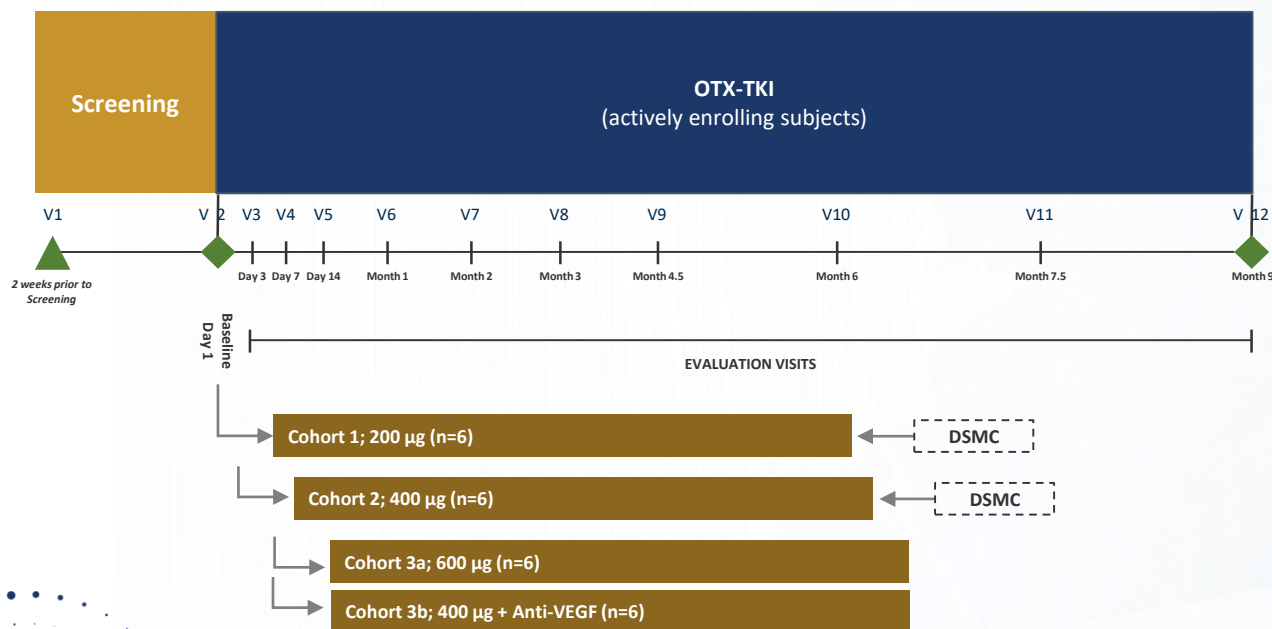 Screening
OTX-TKI
(actively enrolling subjects)
V1
V 2
V3
V4
V5
V6
V7
V8
V9
V10
V11
V 12
2 weeks prior to
Screening
Day 3
Day 7
Day 14
Month 1
Month 2
Month 3
Month 4.5
Month 6
Month 7.5
Month 9
Baseline
Day 1
EVALUATION VISITS
Cohort 1; 200 µg (n=6)
DSMC
Cohort 2; 400 µg (n=6)
DSMC
Cohort 3a; 600 µg (n=6)
Cohort 3b; 400 µg + Anti-VEGF (n=6)